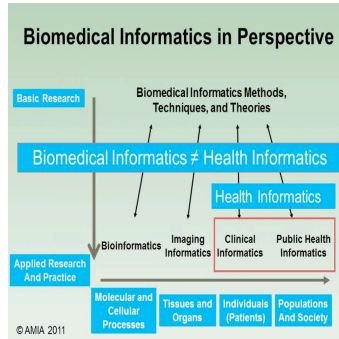 Biomedical Informatics in Perspective
Basic Research
Biomedical Informatics Methods,
Techniques, and Theories
Biomedical Informatics ≠ Health Informatics
Health Informatics
Bioinformatics
Imaging
Informatics
Clinical
Informatics
Public Health
Informatics
Applied Research
And Practice
Molecular and
Cellular
Processes
Tissues and
Organs
Individuals
(Patients)
Populations
And Society
© AMIA 2011